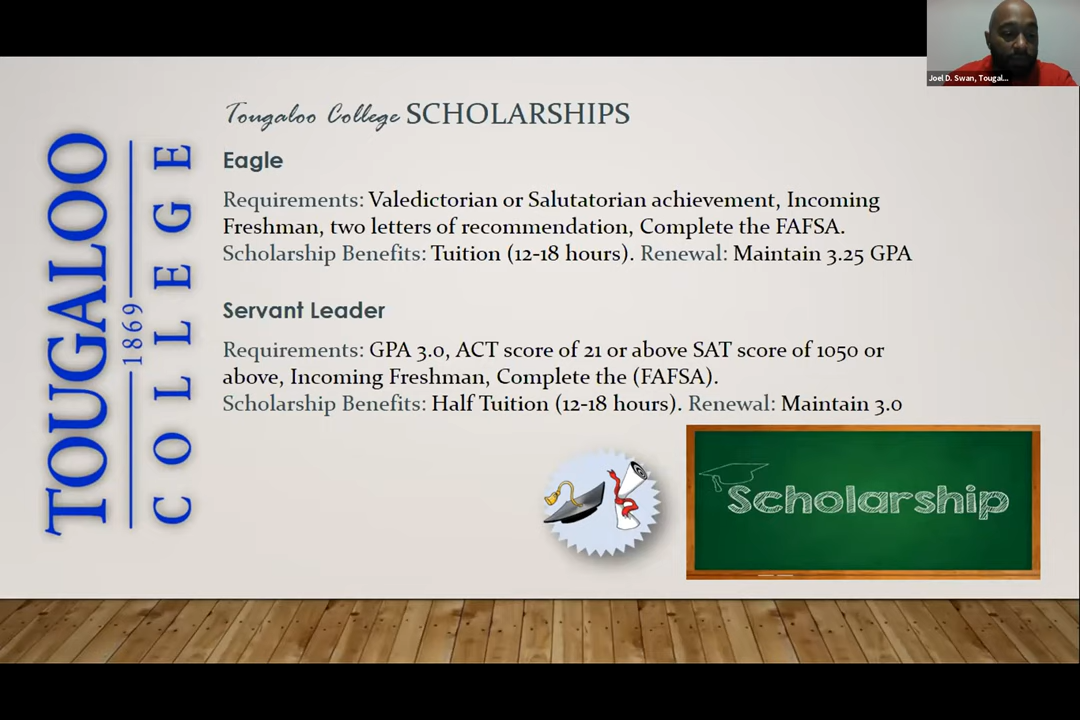 Joel D. Swan, Tougal...
Tougaloo College SCHOLARSHIPS
TOUGALOO
1869
COLLEGE
Eagle
Requirements: Valedictorian or Salutatorian achievement, Incoming
Freshman, two letters of recommendation, Complete the FAFSA.
Scholarship Benefits: Tuition (12-18 hours). Renewal: Maintain 3.25 GPA
Servant Leader
Requirements: GPA 3.0, ACT score of 21 or above SAT score of 1050 or
above, Incoming Freshman, Complete the (FAFSA).
Scholarship Benefits: Half Tuition (12-18 hours). Renewal: Maintain 3.0
Scholarship